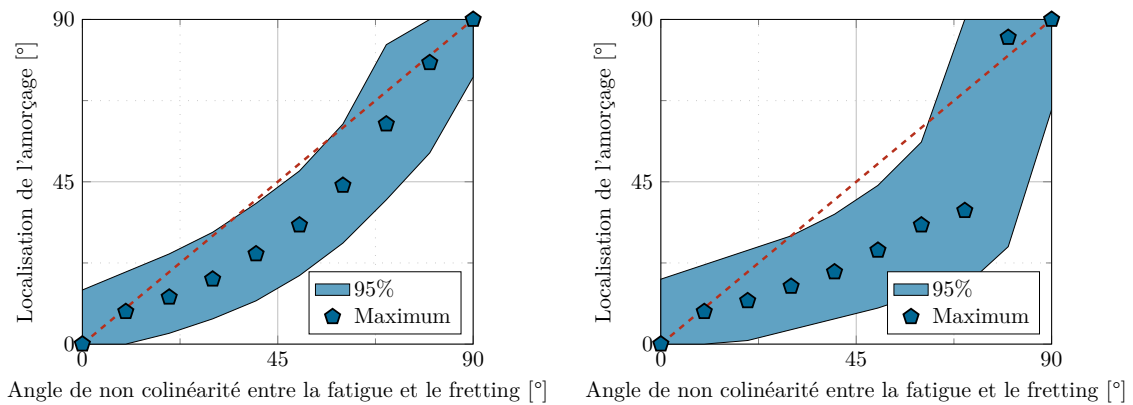 Localisation de l'amorçage [°]
90
45
0
0
45
90
95%
Maximum
Angle de non colinéarité entre la fatigue et le fretting [°]
Localisation de l'amorçage [°]
90
45
0
0
45
90
95%
Maximum
Angle de non colinéarité entre la fatigue et le fretting [°]